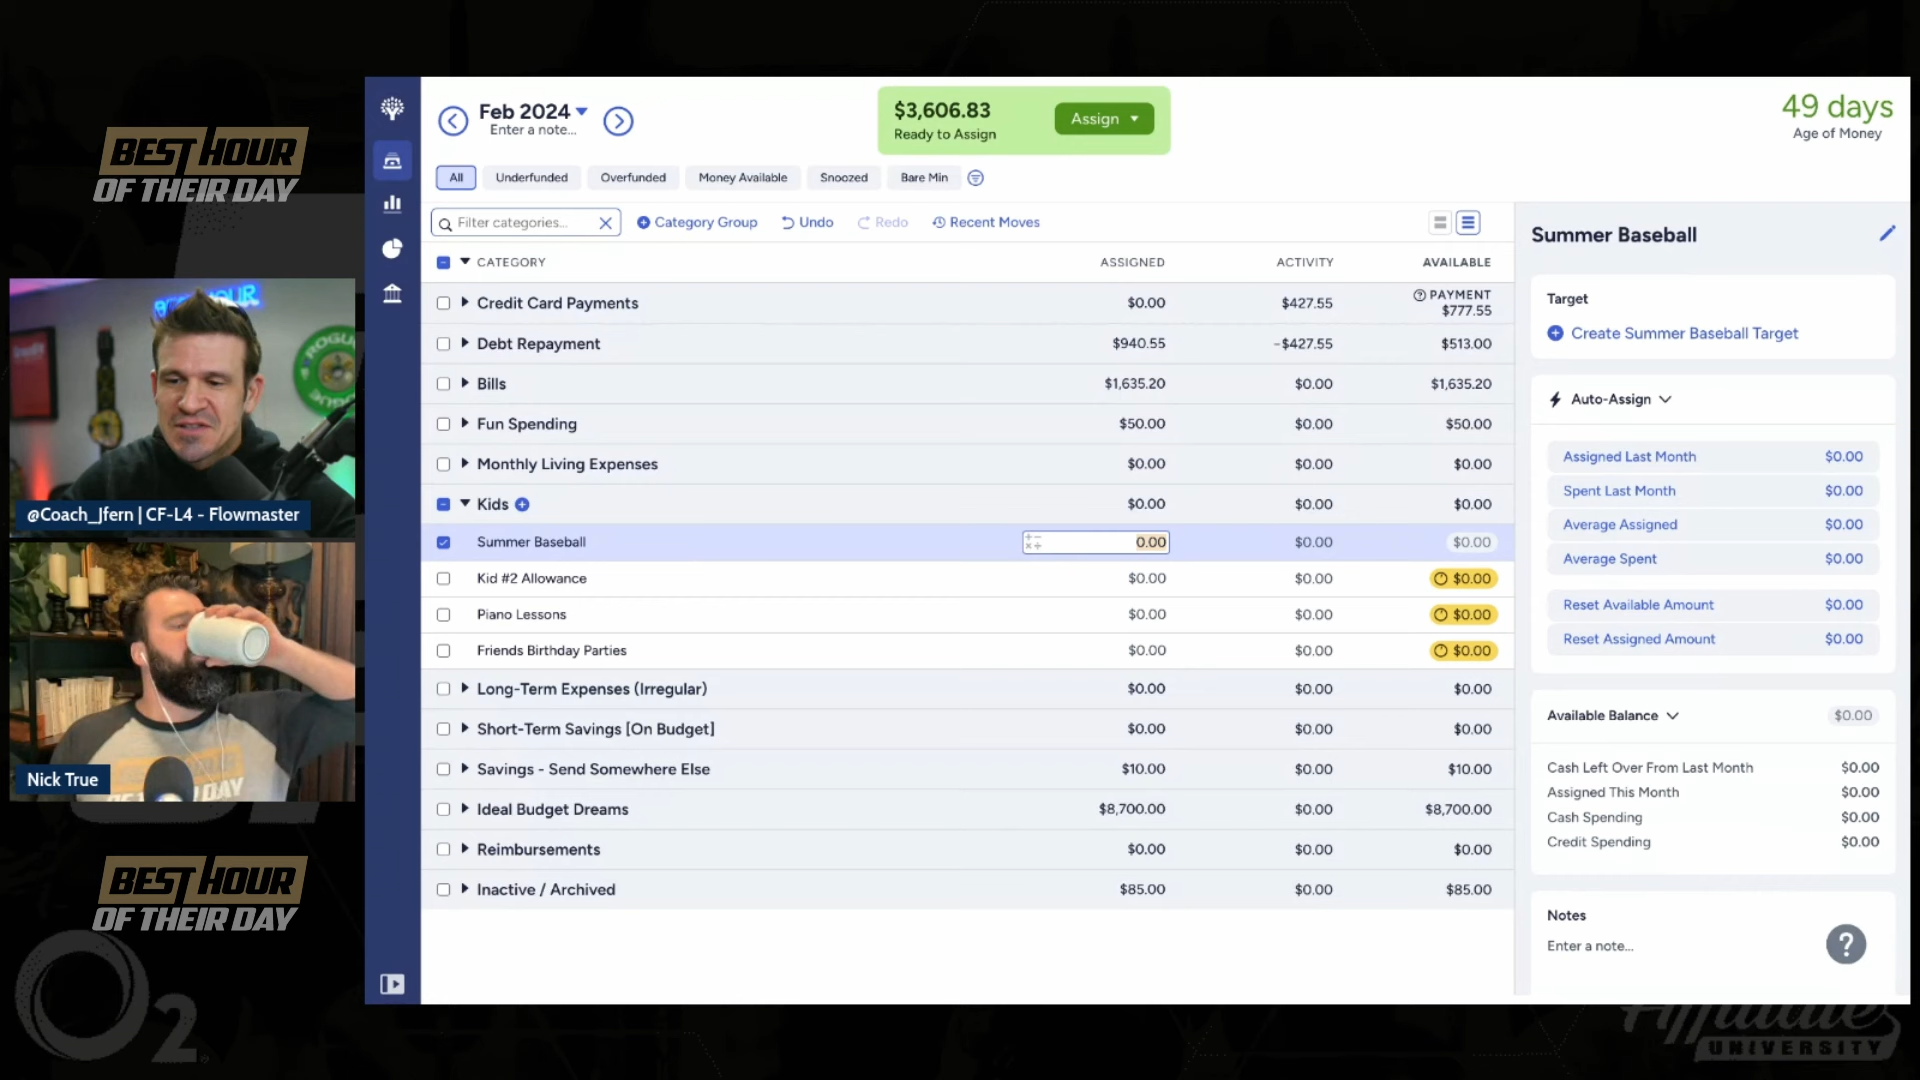 BEST HOUR
OF THEIR DAY
BEST HOUR
@Coach_Jfern | CF-L4 - Flowmaster
ROGUE
Nick True
BEST HOUR
OF THEIR DAY
O2
Feb 2024
Enter a note...
$3,606.83
Ready to Assign
Assign
49 days
Age of Money
All
Underfunded
Overfunded
Money Available
Snoozed
Bare Min
Filter categories...
Category Group
Undo
Redo
Recent Moves
CATEGORY ASSIGNED ACTIVITY AVAILABLE
Credit Card Payments $0.00 $427.55 PAYMENT
$777.55
Debt Repayment $940.55 -$427.55 $513.00
Bills $1,635.20 $0.00 $1,635.20
Fun Spending $50.00 $0.00 $50.00
Monthly Living Expenses $0.00 $0.00 $0.00
Kids $0.00 $0.00 $0.00
Summer Baseball 0.00 $0.00 $0.00
Kid #2 Allowance $0.00 $0.00 $0.00
Piano Lessons $0.00 $0.00 $0.00
Friends Birthday Parties $0.00 $0.00 $0.00
Long-Term Expenses (Irregular) $0.00 $0.00 $0.00
Short-Term Savings [On Budget] $0.00 $0.00 $0.00
Savings - Send Somewhere Else $10.00 $0.00 $10.00
Ideal Budget Dreams $8,700.00 $0.00 $8,700.00
Reimbursements $0.00 $0.00 $0.00
Inactive / Archived $85.00 $0.00 $85.00
Summer Baseball
Target
Create Summer Baseball Target
Auto-Assign
Assigned Last Month $0.00
Spent Last Month $0.00
Average Assigned $0.00
Average Spent $0.00
Reset Available Amount $0.00
Reset Assigned Amount $0.00
Available Balance $0.00
Cash Left Over From Last Month $0.00
Assigned This Month $0.00
Cash Spending $0.00
Credit Spending $0.00
Notes
Enter a note...
?
Affiliate
UNIVERSITY